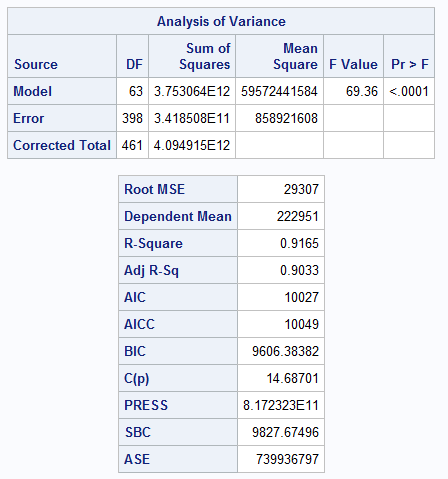 Analysis of Variance
Source DF Sum of Squares Mean Square F Value Pr > F
Model 63 3.753064E12 59572441584 69.36 <.0001
Error 398 3.418508E11 858921608
Corrected Total 461 4.094915E12
Root MSE 29307
Dependent Mean 222951
R-Square 0.9165
Adj R-Sq 0.9033
AIC 10027
AICC 10049
BIC 9606.38382
C(p) 14.68701
PRESS 8.172323E11
SBC 9827.67496
ASE 739936797